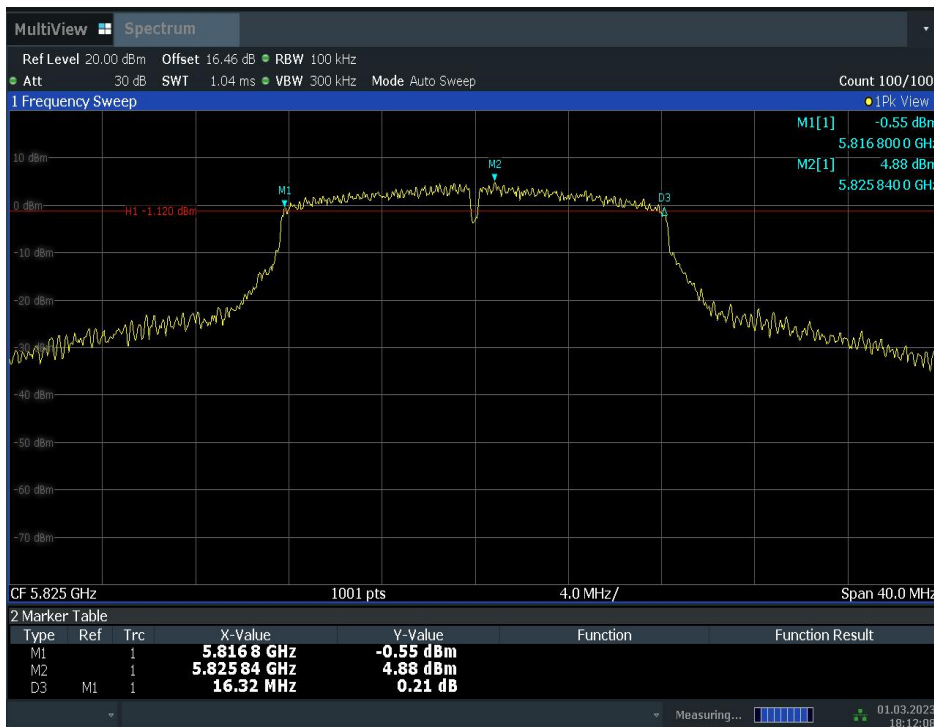 MultiView Spectrum
Ref Level 20.00 dBm Offset 16.46 dB RBW 100 kHz
Att 30 dB SWT 1.04 ms VBW 300 kHz Mode Auto Sweep Count 100/100
1 Frequency Sweep 1Pk View
M1[1] -0.55 dBm
5.816 800 0 GHz
10 dBm
M2[1] 4.88 dBm
5.825 840 0 GHz
M2
M1
D3
0 dBm
H1 -1.120 dBm
-10 dBm
-20 dBm
-30 dBm
-40 dBm
-50 dBm
-60 dBm
-70 dBm
CF 5.825 GHz 1001 pts 4.0 MHz/ Span 40.0 MHz
2 Marker Table
Type Ref Trc X-Value Y-Value Function Function Result
M1 1 5.816 8 GHz -0.55 dBm
M2 1 5.825 84 GHz 4.88 dBm
D3 M1 1 16.32 MHz 0.21 dB
Measuring... 01.03.2023
18:12:08